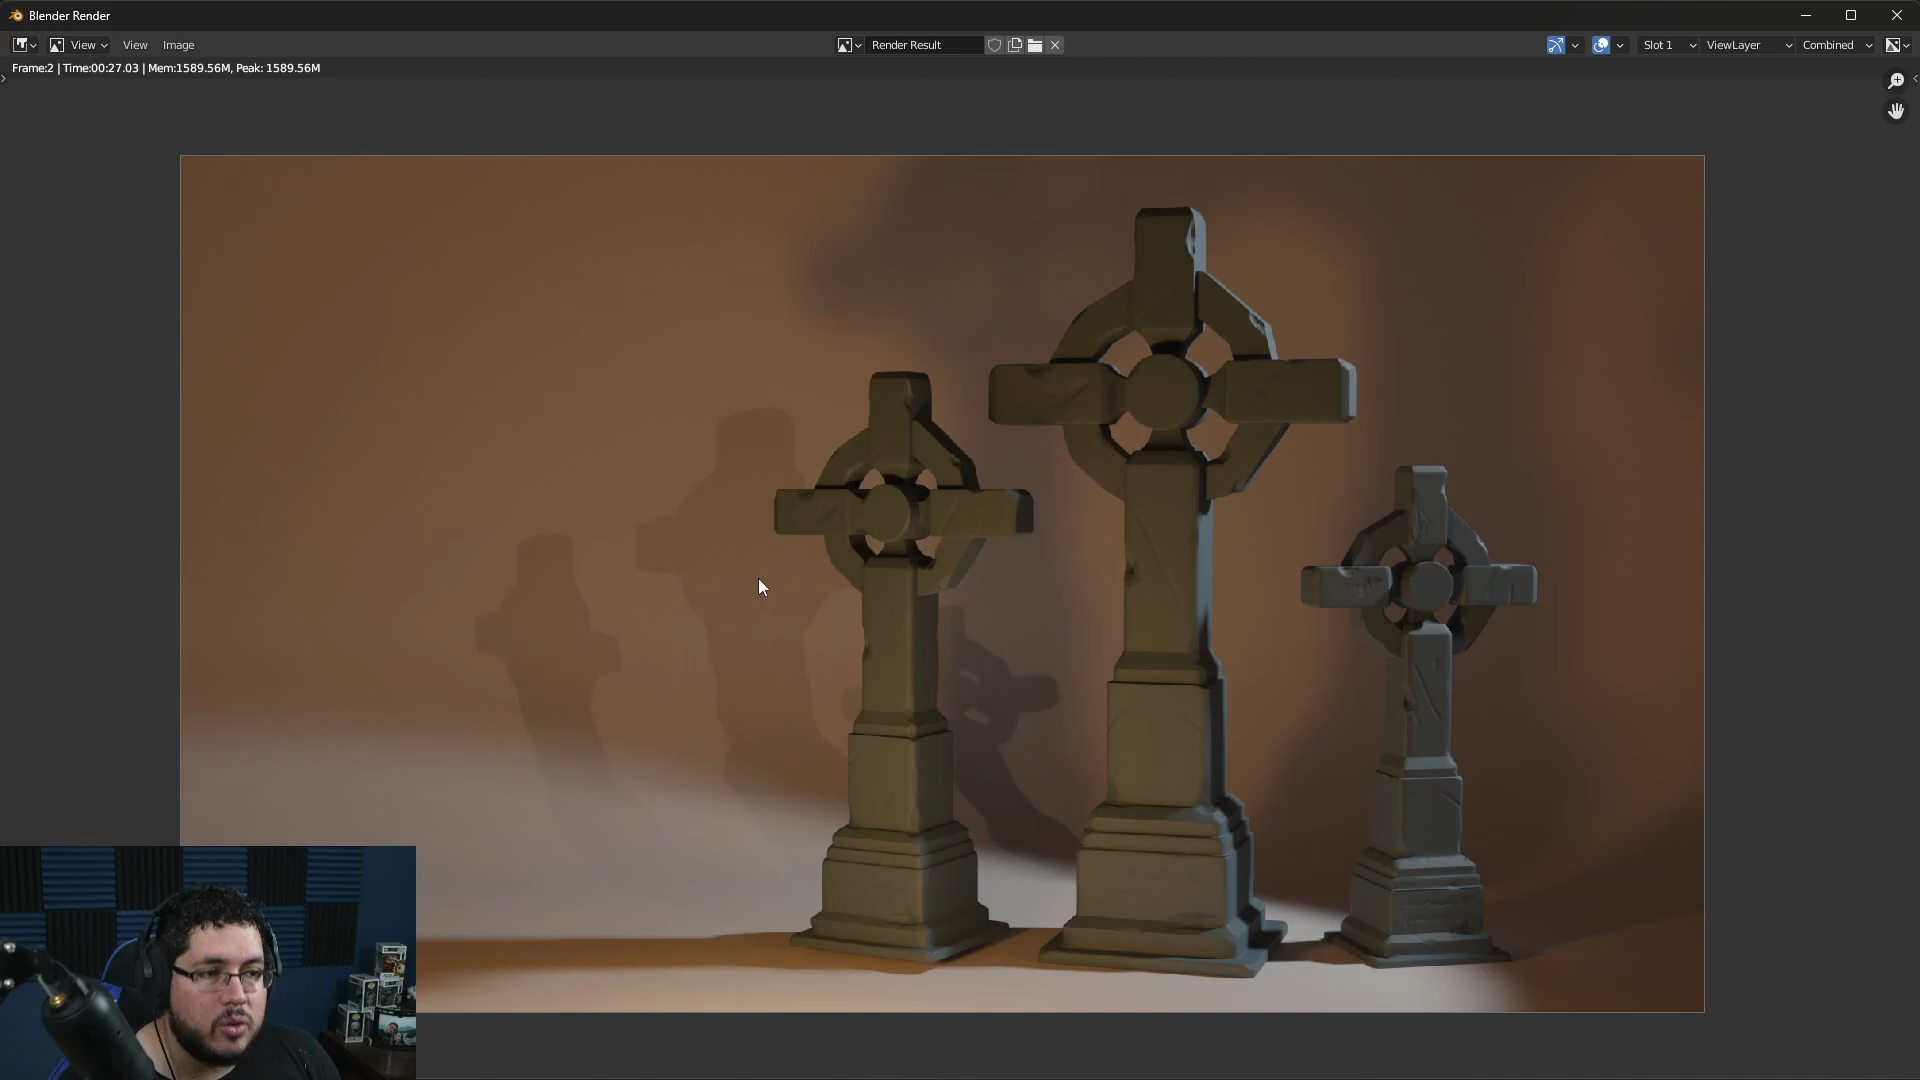 Blender Render
View View Image Render Result Slot 1 ViewLayer Combined
Frame:2 | Time:00:27.03 | Mem:1589.56M, Peak: 1589.56M